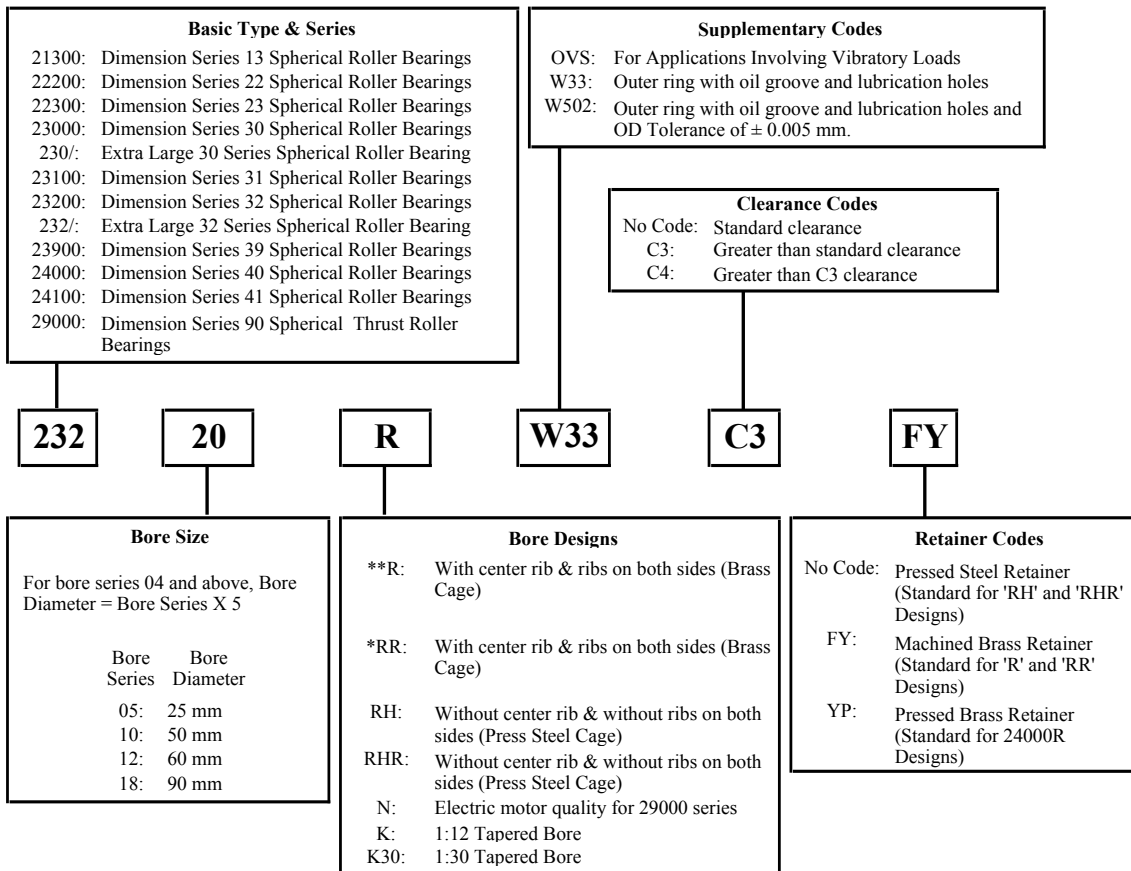 Basic Type & Series
21300: Dimension Series 13 Spherical Roller Bearings
22200: Dimension Series 22 Spherical Roller Bearings
22300: Dimension Series 23 Spherical Roller Bearings
23000: Dimension Series 30 Spherical Roller Bearings
230/: Extra Large 30 Series Spherical Roller Bearing
23100: Dimension Series 31 Spherical Roller Bearings
23200: Dimension Series 32 Spherical Roller Bearings
232/: Extra Large 32 Series Spherical Roller Bearing
23900: Dimension Series 39 Spherical Roller Bearings
24000: Dimension Series 40 Spherical Roller Bearings
24100: Dimension Series 41 Spherical Roller Bearings
29000: Dimension Series 90 Spherical Thrust Roller
Bearings
Supplementary Codes
OVS: For Applications Involving Vibratory Loads
W33: Outer ring with oil groove and lubrication holes
W502: Outer ring with oil groove and lubrication holes and
OD Tolerance of ± 0.005 mm.
Clearance Codes
No Code: Standard clearance
C3: Greater than standard clearance
C4: Greater than C3 clearance
232 20 R W33 C3 FY
Bore Size
For bore series 04 and above, Bore
Diameter = Bore Series X 5
Bore Bore
Series Diameter
05: 25 mm
10: 50 mm
12: 60 mm
18: 90 mm
Bore Designs
**R: With center rib & ribs on both sides (Brass
Cage)
*RR: With center rib & ribs on both sides (Brass
Cage)
RH: Without center rib & without ribs on both
sides (Press Steel Cage)
RHR: Without center rib & without ribs on both
sides (Press Steel Cage)
N: Electric motor quality for 29000 series
K: 1:12 Tapered Bore
K30: 1:30 Tapered Bore
Retainer Codes
No Code: Pressed Steel Retainer
(Standard for 'RH' and 'RHR'
Designs)
FY: Machined Brass Retainer
(Standard for 'R' and 'RR'
Designs)
YP: Pressed Brass Retainer
(Standard for 24000R
Designs)